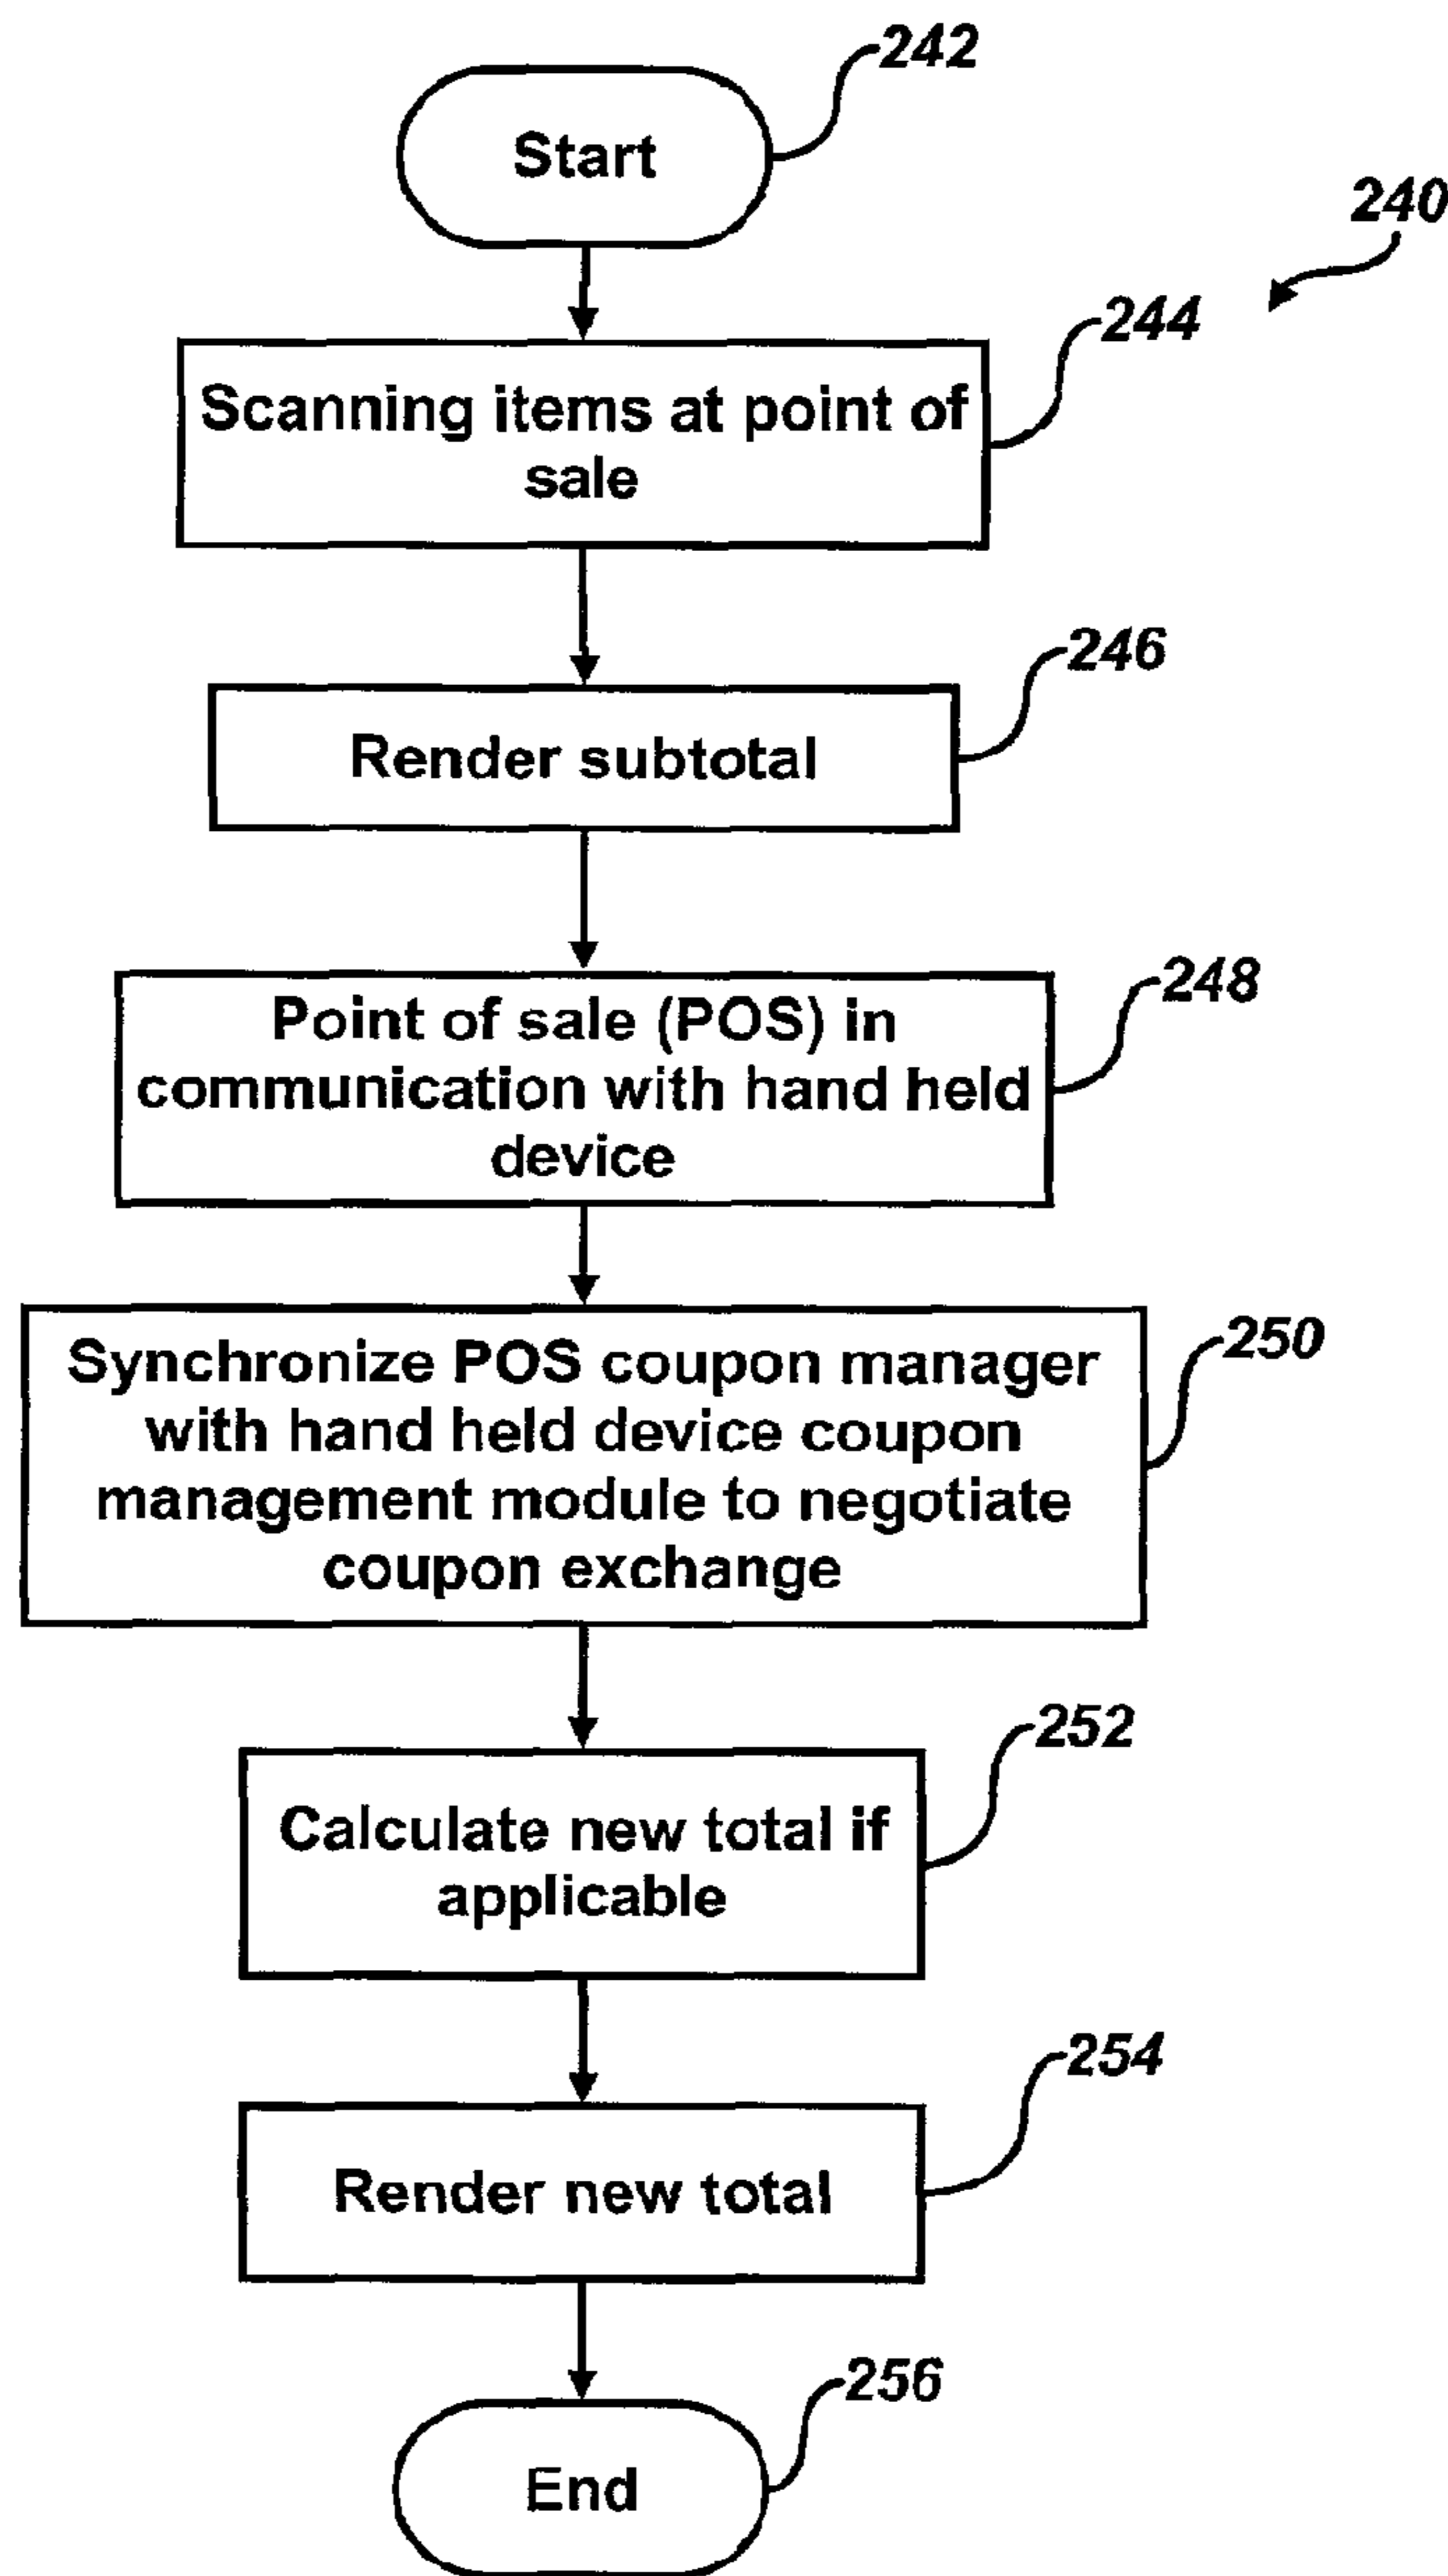 242
Start
240
244
Scanning items at point of
sale
246
Render subtotal
248
Point of sale (POS) in
communication with hand held
device
250
Synchronize POS coupon manager
with hand held device coupon
management module to negotiate
coupon exchange
252
Calculate new total if
applicable
254
Render new total
256
End